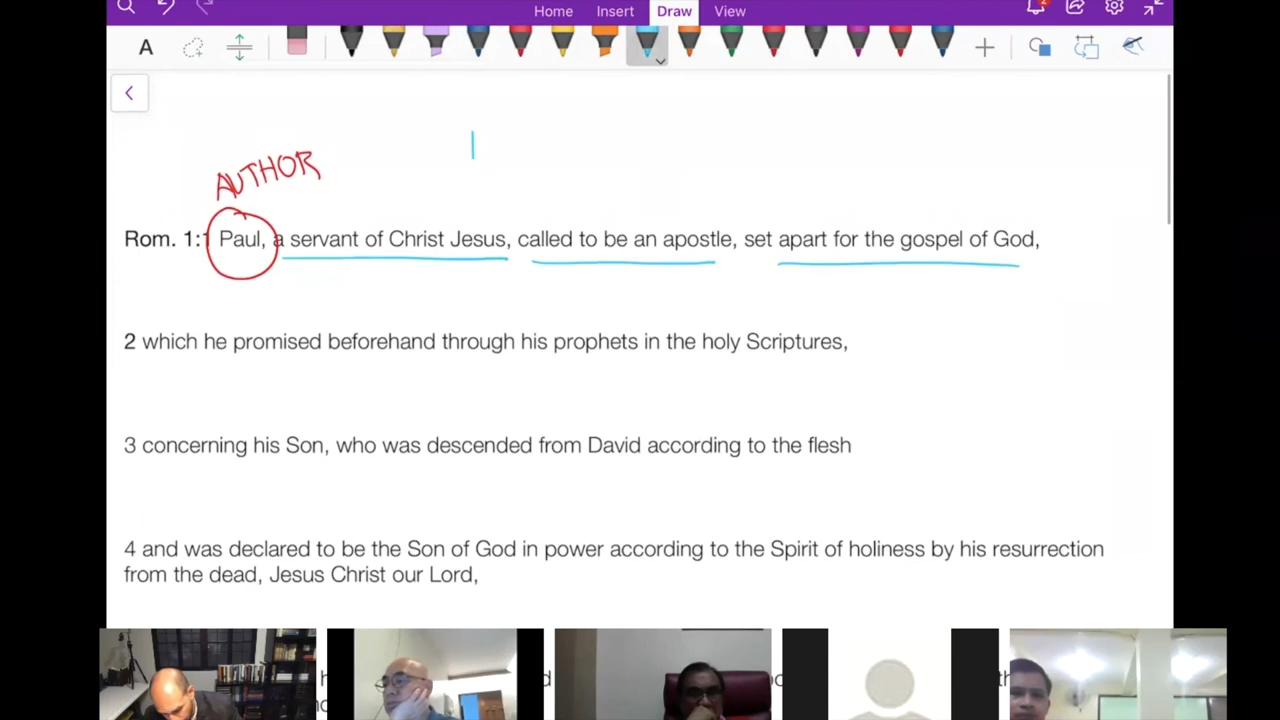 Home Insert Draw View
A
AUTHOR
Rom. 1:1 Paul, a servant of Christ Jesus, called to be an apostle, set apart for the gospel of God,
2 which he promised beforehand through his prophets in the holy Scriptures,
3 concerning his Son, who was descended from David according to the flesh
4 and was declared to be the Son of God in power according to the Spirit of holiness by his resurrection
from the dead, Jesus Christ our Lord,